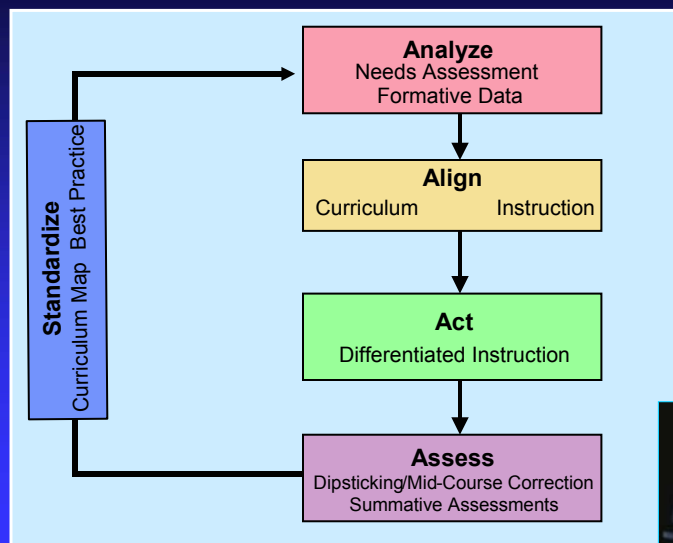 Analyze
Needs Assessment
Formative Data
Align
Curriculum Instruction
Act
Differentiated Instruction
Assess
Dipsticking/Mid-Course Correction
Summative Assessments
Standardize
Curriculum Map Best Practice